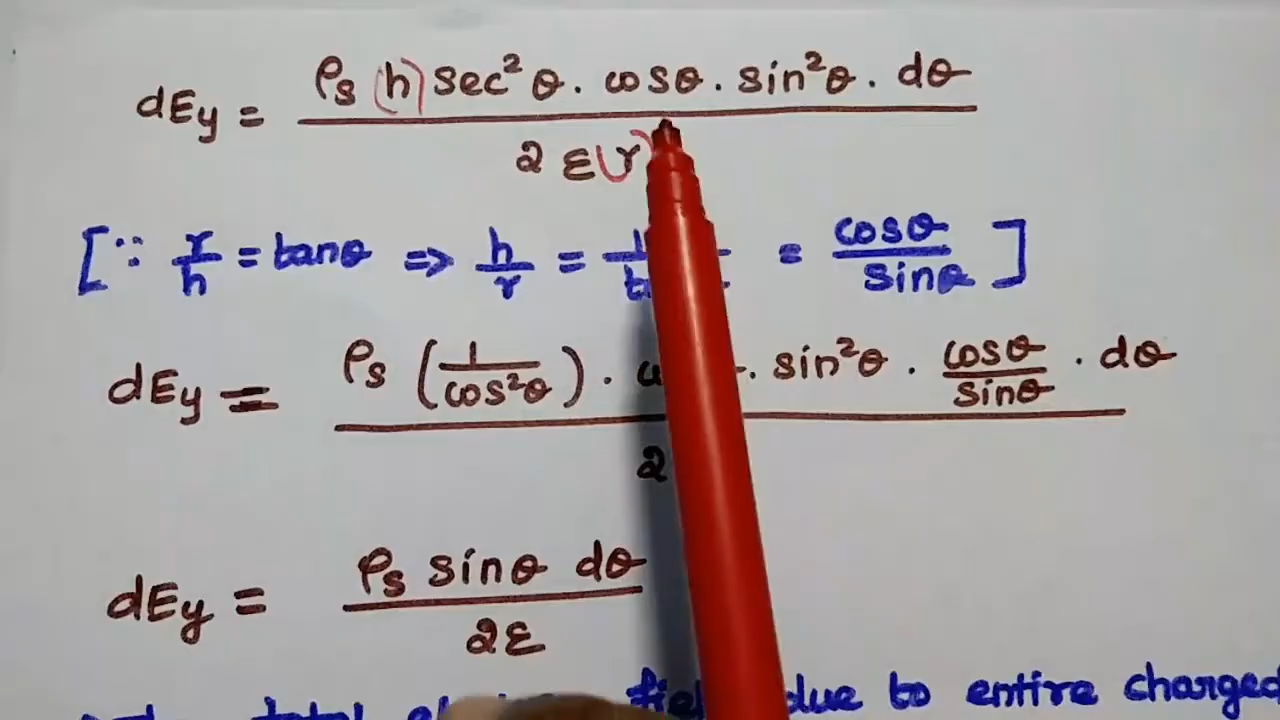 dEy = ρs (h) sec²θ . cosθ . sin²θ . dθ
2 ε(r)
[∵ r/h = tanθ ⇒ h/r = = cosθ/sinθ ]
dEy = ρs (1/cos²θ) . . sin²θ . cosθ/sinθ . dθ
2
dEy = ρs sinθ dθ
2ε
total due to entire charged